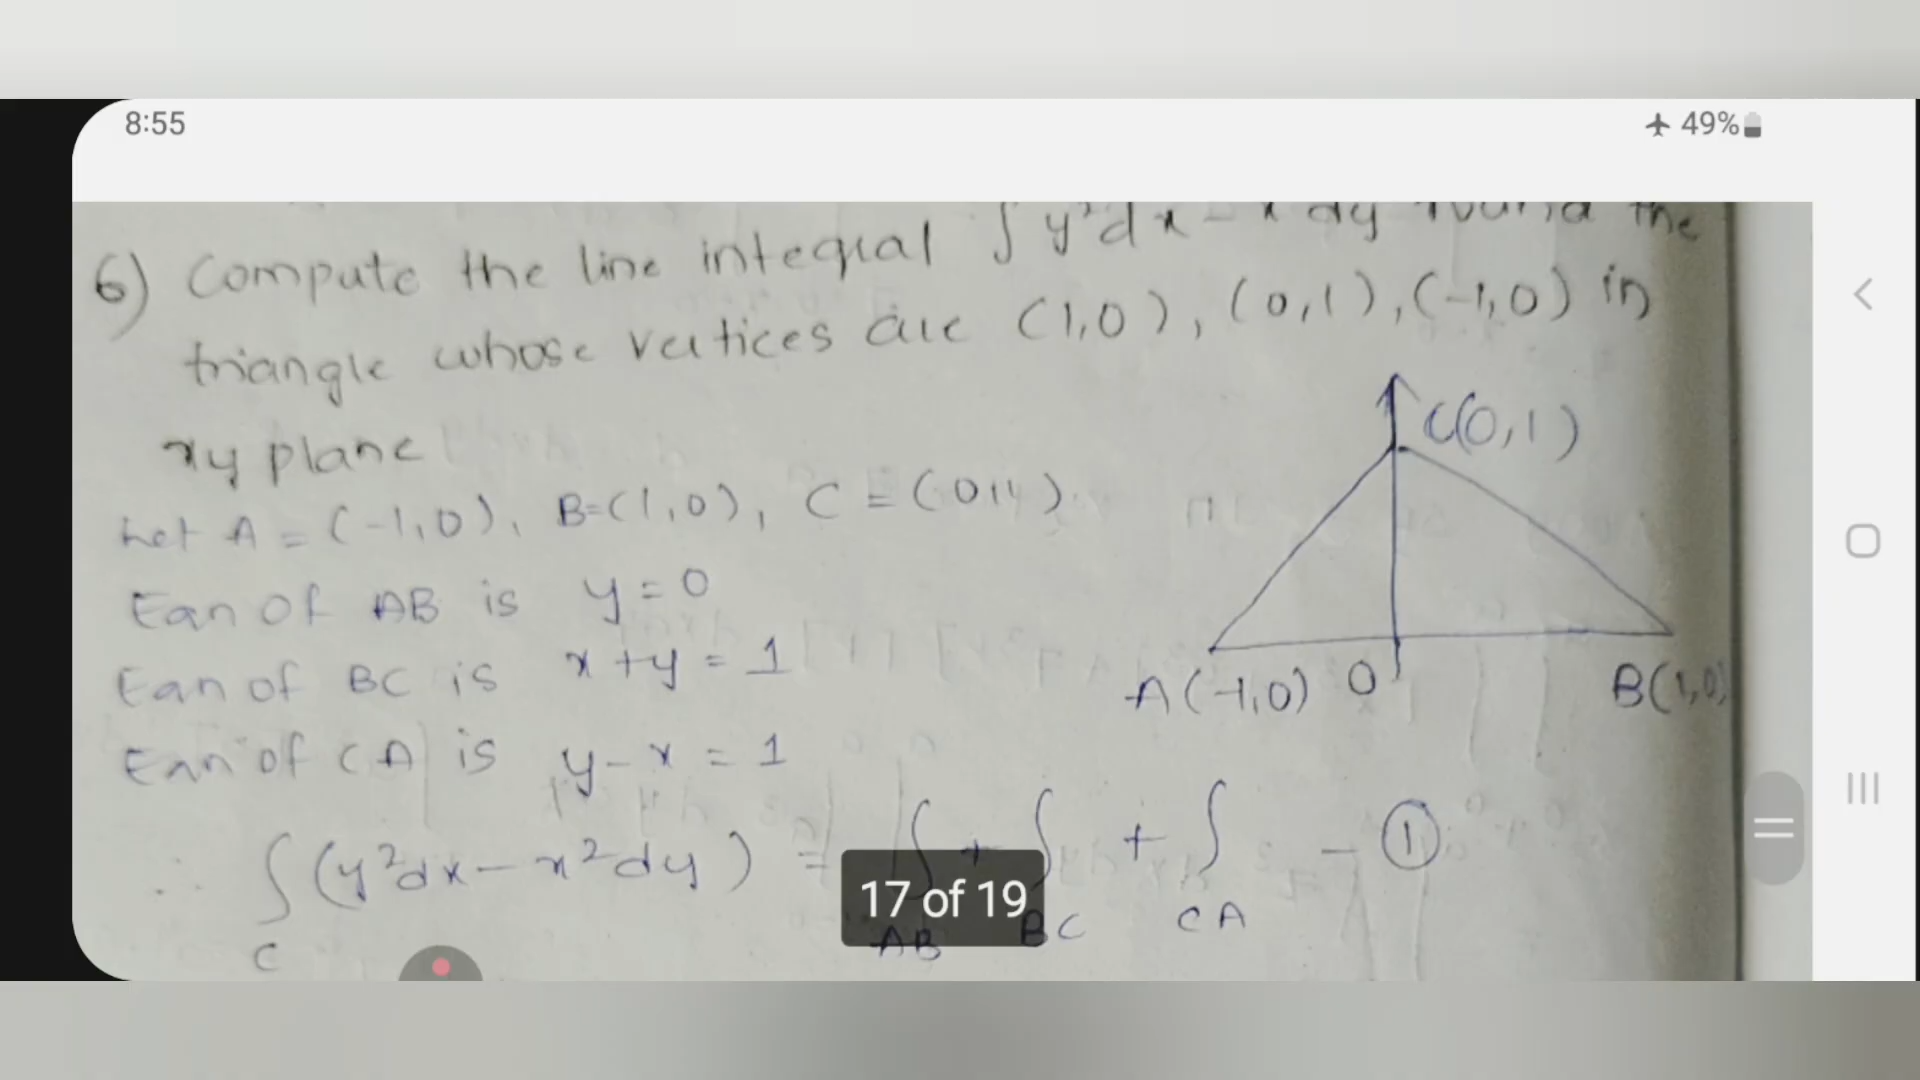 8:55
49%
6) Compute the line integral ∫ y²dx - x dy round the
triangle whose vertices are (1,0), (0,1), (-1,0) in
xy plane
C(0,1)
Let A = (-1,0), B=(1,0), C = (0,1)
Eqn of AB is y = 0
Eqn of BC is x + y = 1
A(-1,0) O B(1,0)
Eqn of CA is y - x = 1
∴ ∫ (y²dx - x²dy) = ∫ + ∫ + ∫ - ①
C AB BC CA
17 of 19